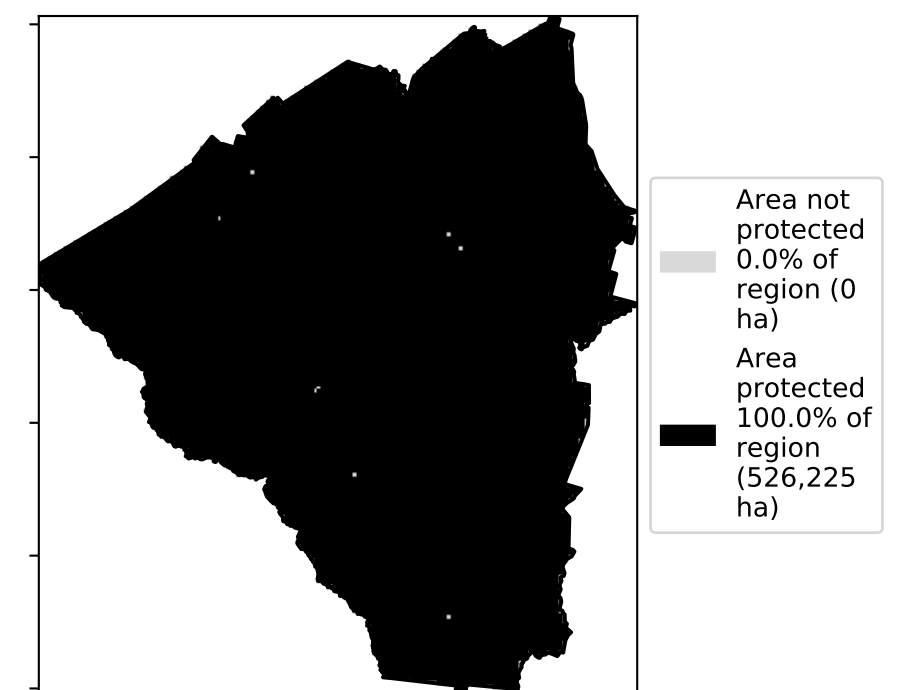 Area not
protected
0.0% of
region (0
ha)
Area
protected
100.0% of
region
(526,225
ha)